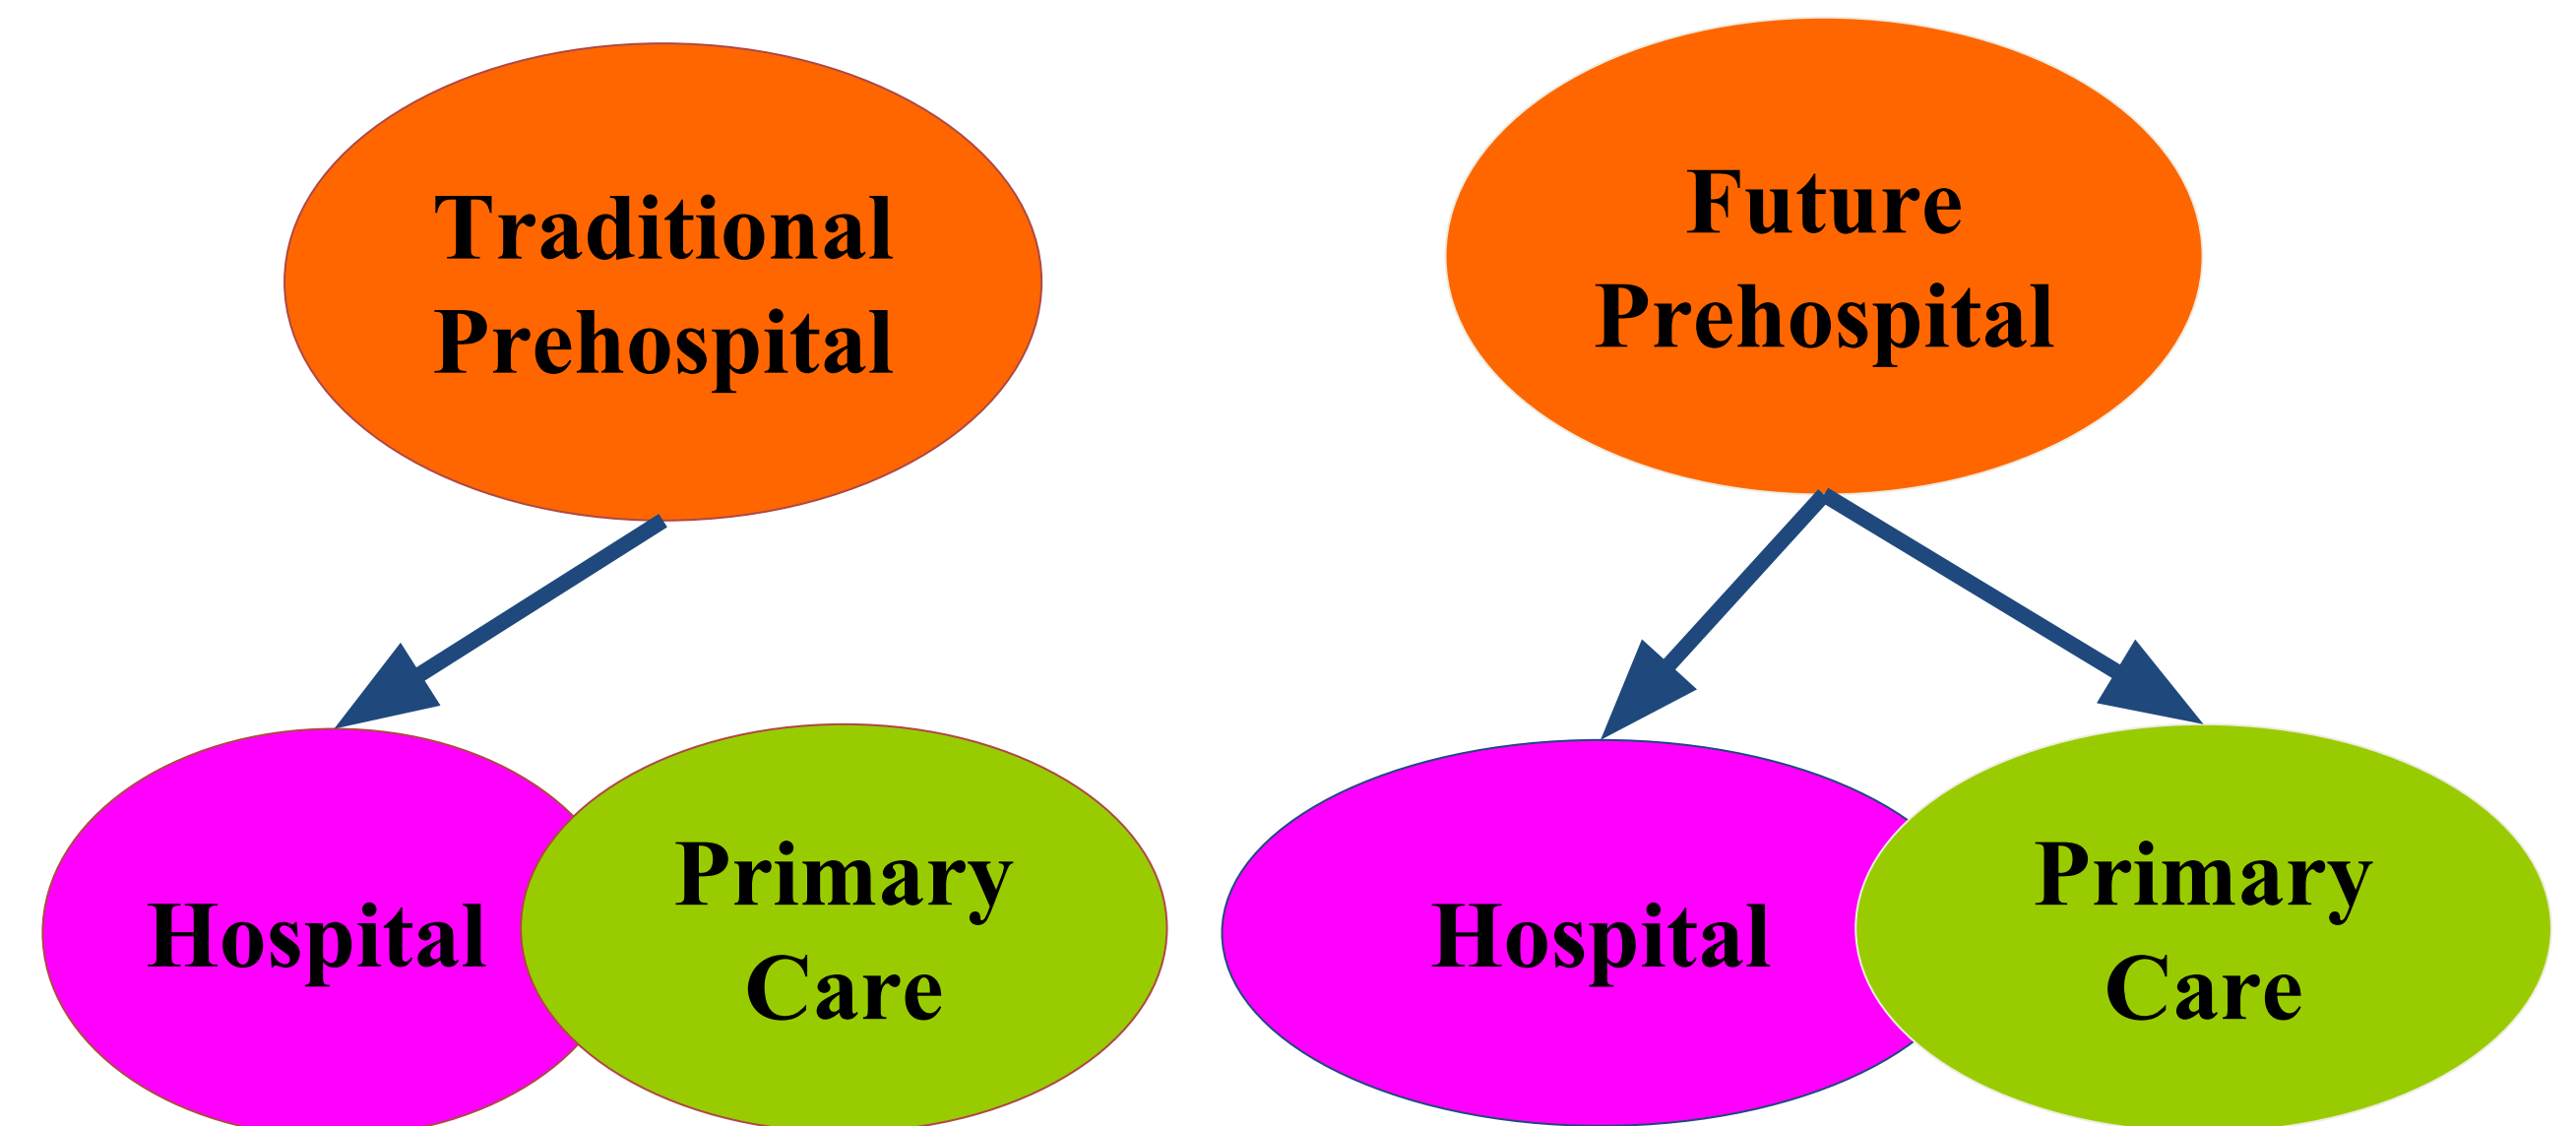 Traditional
Prehospital
Future
Prehospital
Hospital
Primary
Care
Hospital
Primary
Care